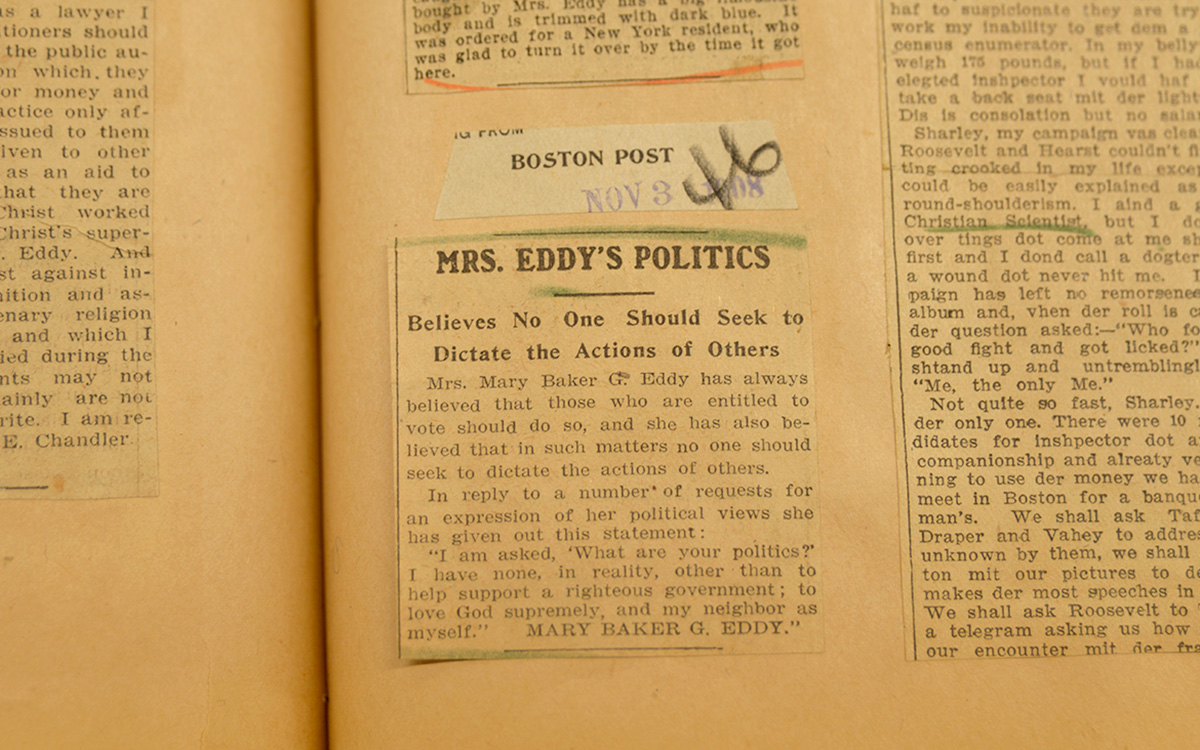 as a lawyer I
tioners should
the public au-
on which, they
or money and
actice only af-
ssued to them
iven to other
as an aid to
that they are
Christ worked
Christ's super-
. Eddy. And
st against in-
nition and as-
enary religion
and which I
ied during the
nts may not
ainly are not
rite. I am re-
E. Chandler.
bought by Mrs. Eddy has a big
body and is trimmed with dark blue. It
was ordered for a New York resident, who
was glad to turn it over by the time it got
here.
NG FROM
BOSTON POST
NOV 3 1908
46
MRS. EDDY'S POLITICS
Believes No One Should Seek to
Dictate the Actions of Others
Mrs. Mary Baker G. Eddy has always
believed that those who are entitled to
vote should do so, and she has also be-
lieved that in such matters no one should
seek to dictate the actions of others.
In reply to a number of requests for
an expression of her political views she
has given out this statement:
"I am asked, 'What are your politics?'
I have none, in reality, other than to
help support a righteous government; to
love God supremely, and my neighbor as
myself." MARY BAKER G. EDDY."
haf to suspicionate they are try
work my inability to get dem a
census enumerator. In my belly
weigh 175 pounds, but if I had
elegted inshpector I vould haf
take a back seat mit der light
Dis is consolation but no salar
Sharley, my campaign vas clea
Roosevelt and Hearst couldn't fi
ting crooked in my life excep
could be easily explained as
round-shoulderism. I aind a
Christian Scientist, but I d
over tings dot come at me sh
first and I dond call a dogter
a wound dot never hit me. I
paign has left no remorsenes
album and, vhen der roll is c
der question asked:—"Who fo
good fight and got licked?"
shtand up and untremblingl
"Me, the only Me."
Not quite so fast, Sharley.
der only one. There were 10
didates for inshpector dot a
companionship and alreaty ve
ning to use der money we ha
meet in Boston for a banqu
man's. We shall ask Taf
Draper and Vahey to addre
unknown by them, we shall
ton mit our pictures to de
makes der most speeches in
We shall ask Roosevelt to
a telegram asking us how
our encounter mit der fra